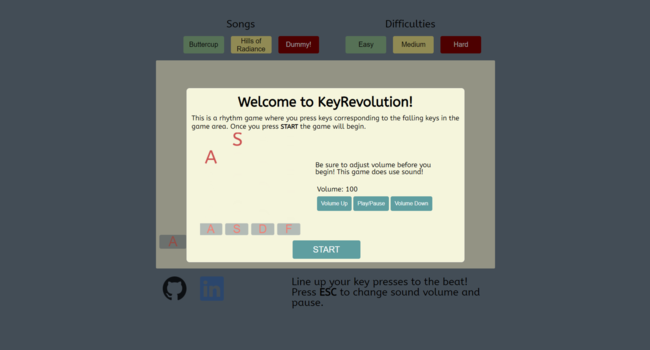 Songs
Difficulties
Buttercup
Hills of
Radiance
Dummy!
Easy
Medium
Hard
Welcome to KeyRevolution!
This is a rhythm game where you press keys corresponding to the falling keys in the
game area. Once you press START the game will begin.
S
A
Be sure to adjust volume before you
begin! This game does use sound!
Volume: 100
Volume Up
Play/Pause
Volume Down
A S D F
A
START
in
Line up your key presses to the beat!
Press ESC to change sound volume and
pause.